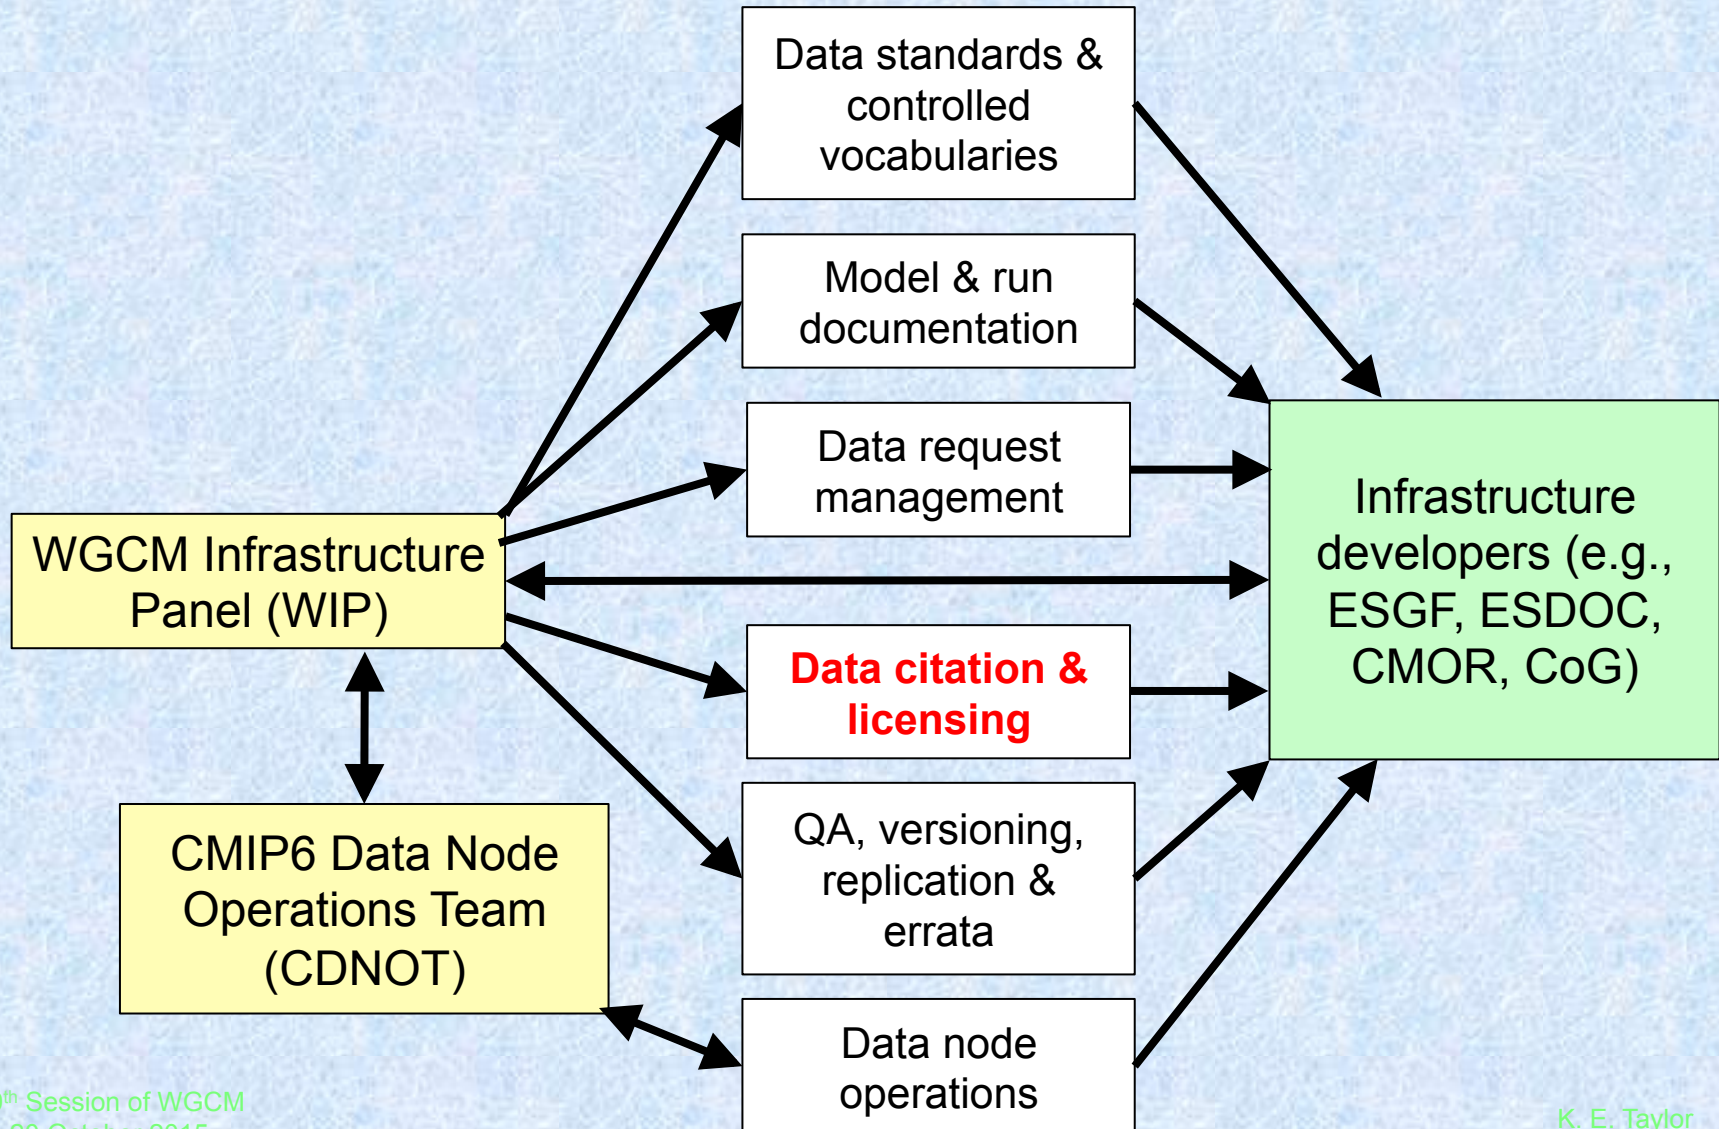 Data standards &
controlled
vocabularies
Model & run
documentation
Data request
management
WGCM Infrastructure
Panel (WIP)
Infrastructure
developers (e.g.,
ESGF, ESDOC,
CMOR, CoG)
Data citation &
licensing
CMIP6 Data Node
Operations Team
(CDNOT)
QA, versioning,
replication &
errata
Data node
operations
Session of WGCM
October 2015
K. E. Taylor